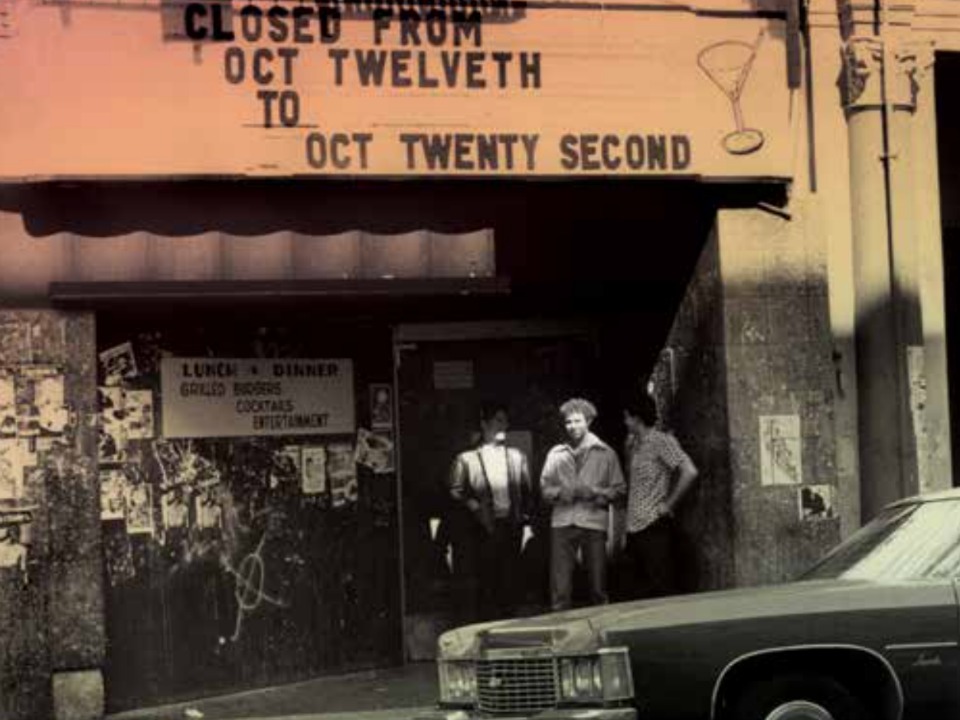 CLOSED FROM
OCT TWELVETH
TO
OCT TWENTY SECOND
LUNCH & DINNER
GRILLED BURGERS
COCKTAILS
ENTERTAINMENT